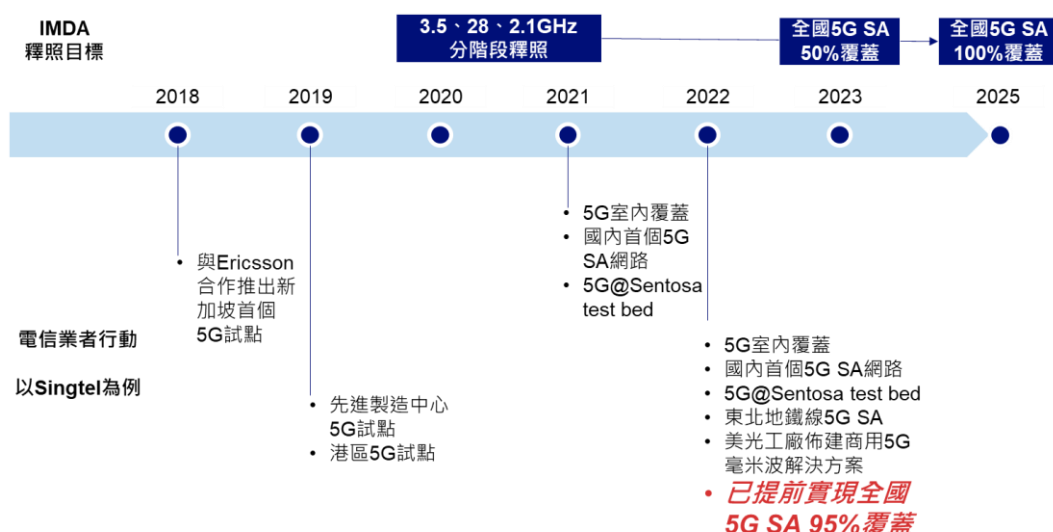 IMDA
釋照目標
3.5、28、2.1GHz
分階段釋照
全國5G SA
50%覆蓋
全國5G SA
100%覆蓋
2018
2019
2020
2021
2022
2023
2025
• 與Ericsson
合作推出新
加坡首個
5G試點
• 先進製造中心
5G試點
• 港區5G試點
• 5G室內覆蓋
• 國內首個5G
SA網路
• 5G@Sentosa
test bed
• 5G室內覆蓋
• 國內首個5G SA網路
• 5G@Sentosa test bed
• 東北地鐵線5G SA
• 美光工廠佈建商用5G
毫米波解決方案
• 已提前實現全國
5G SA 95%覆蓋
電信業者行動
以Singtel為例